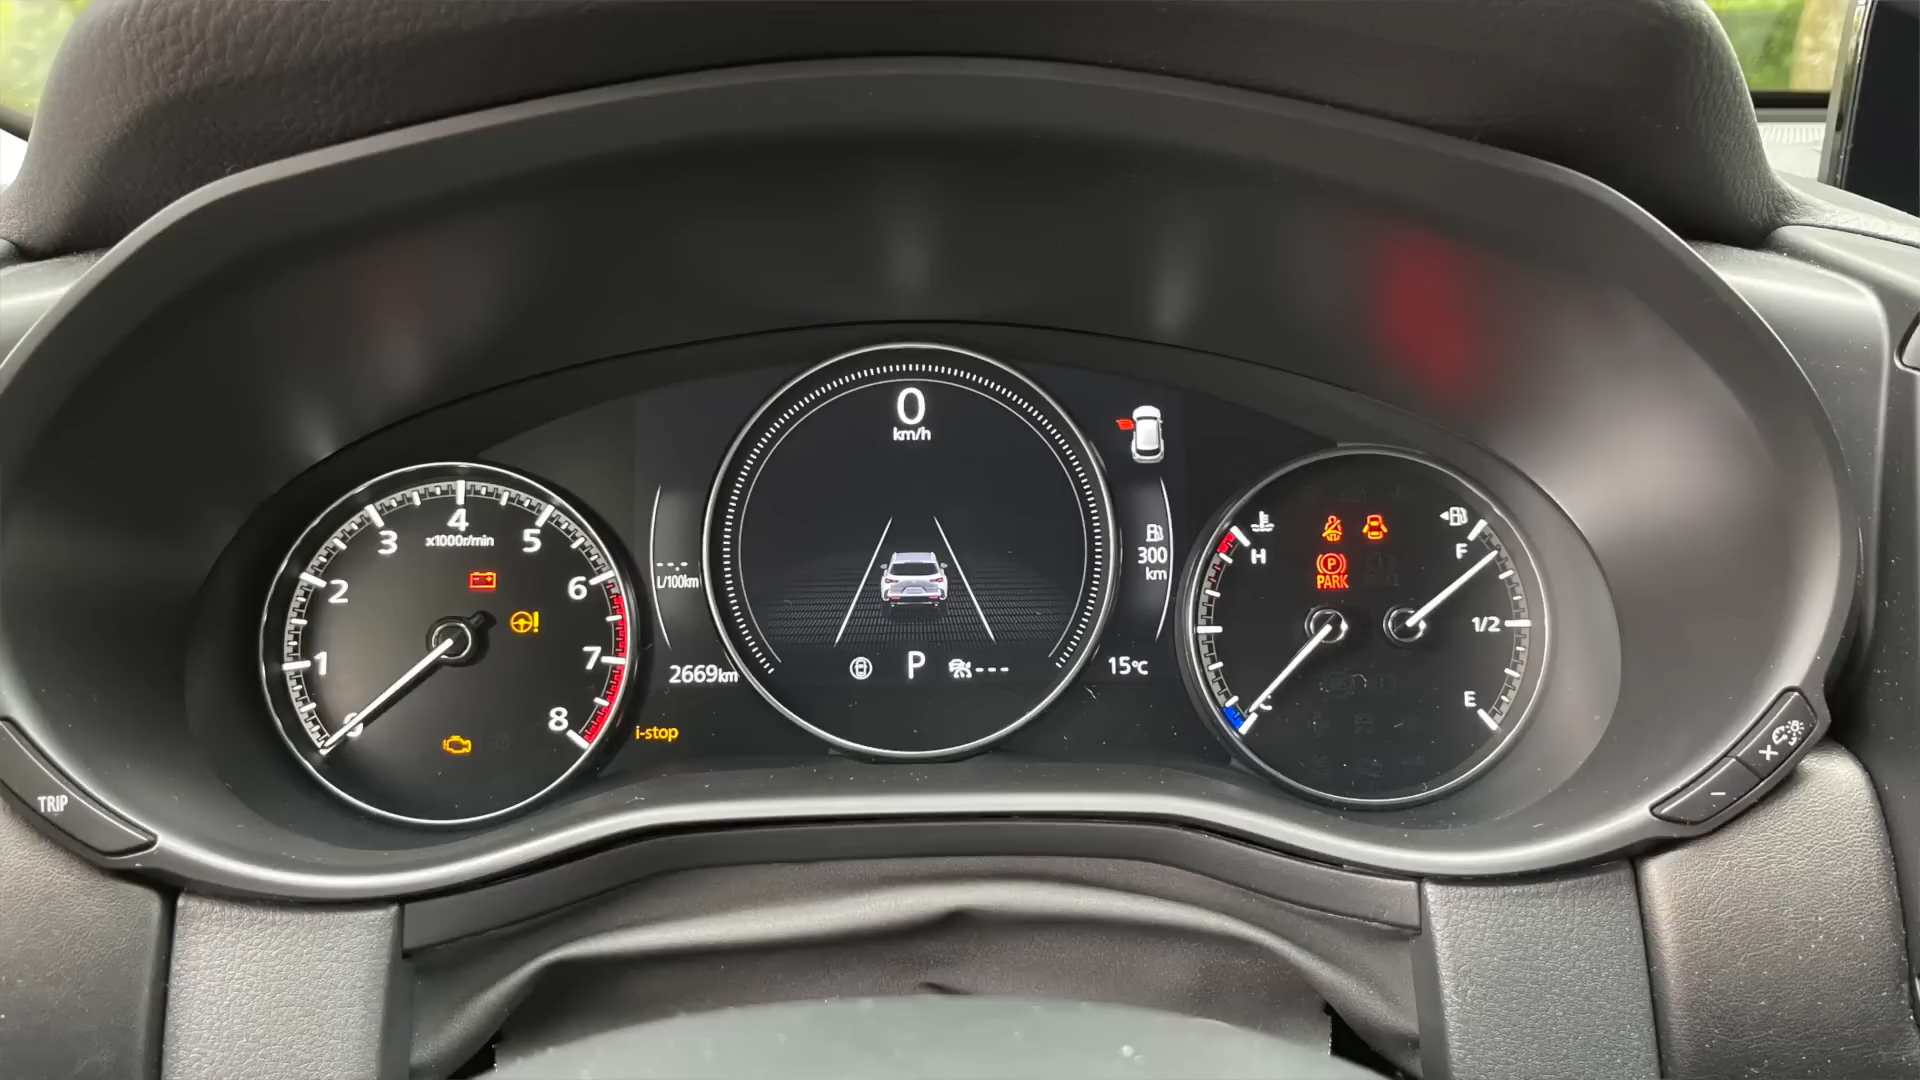 0
km/h
4
x1000r/min
3
5
2
6
1
7
0
8
L/100km
300
km
2669km
P
---
15℃
i-stop
H
C
F
1/2
E
(P)
PARK
TRIP